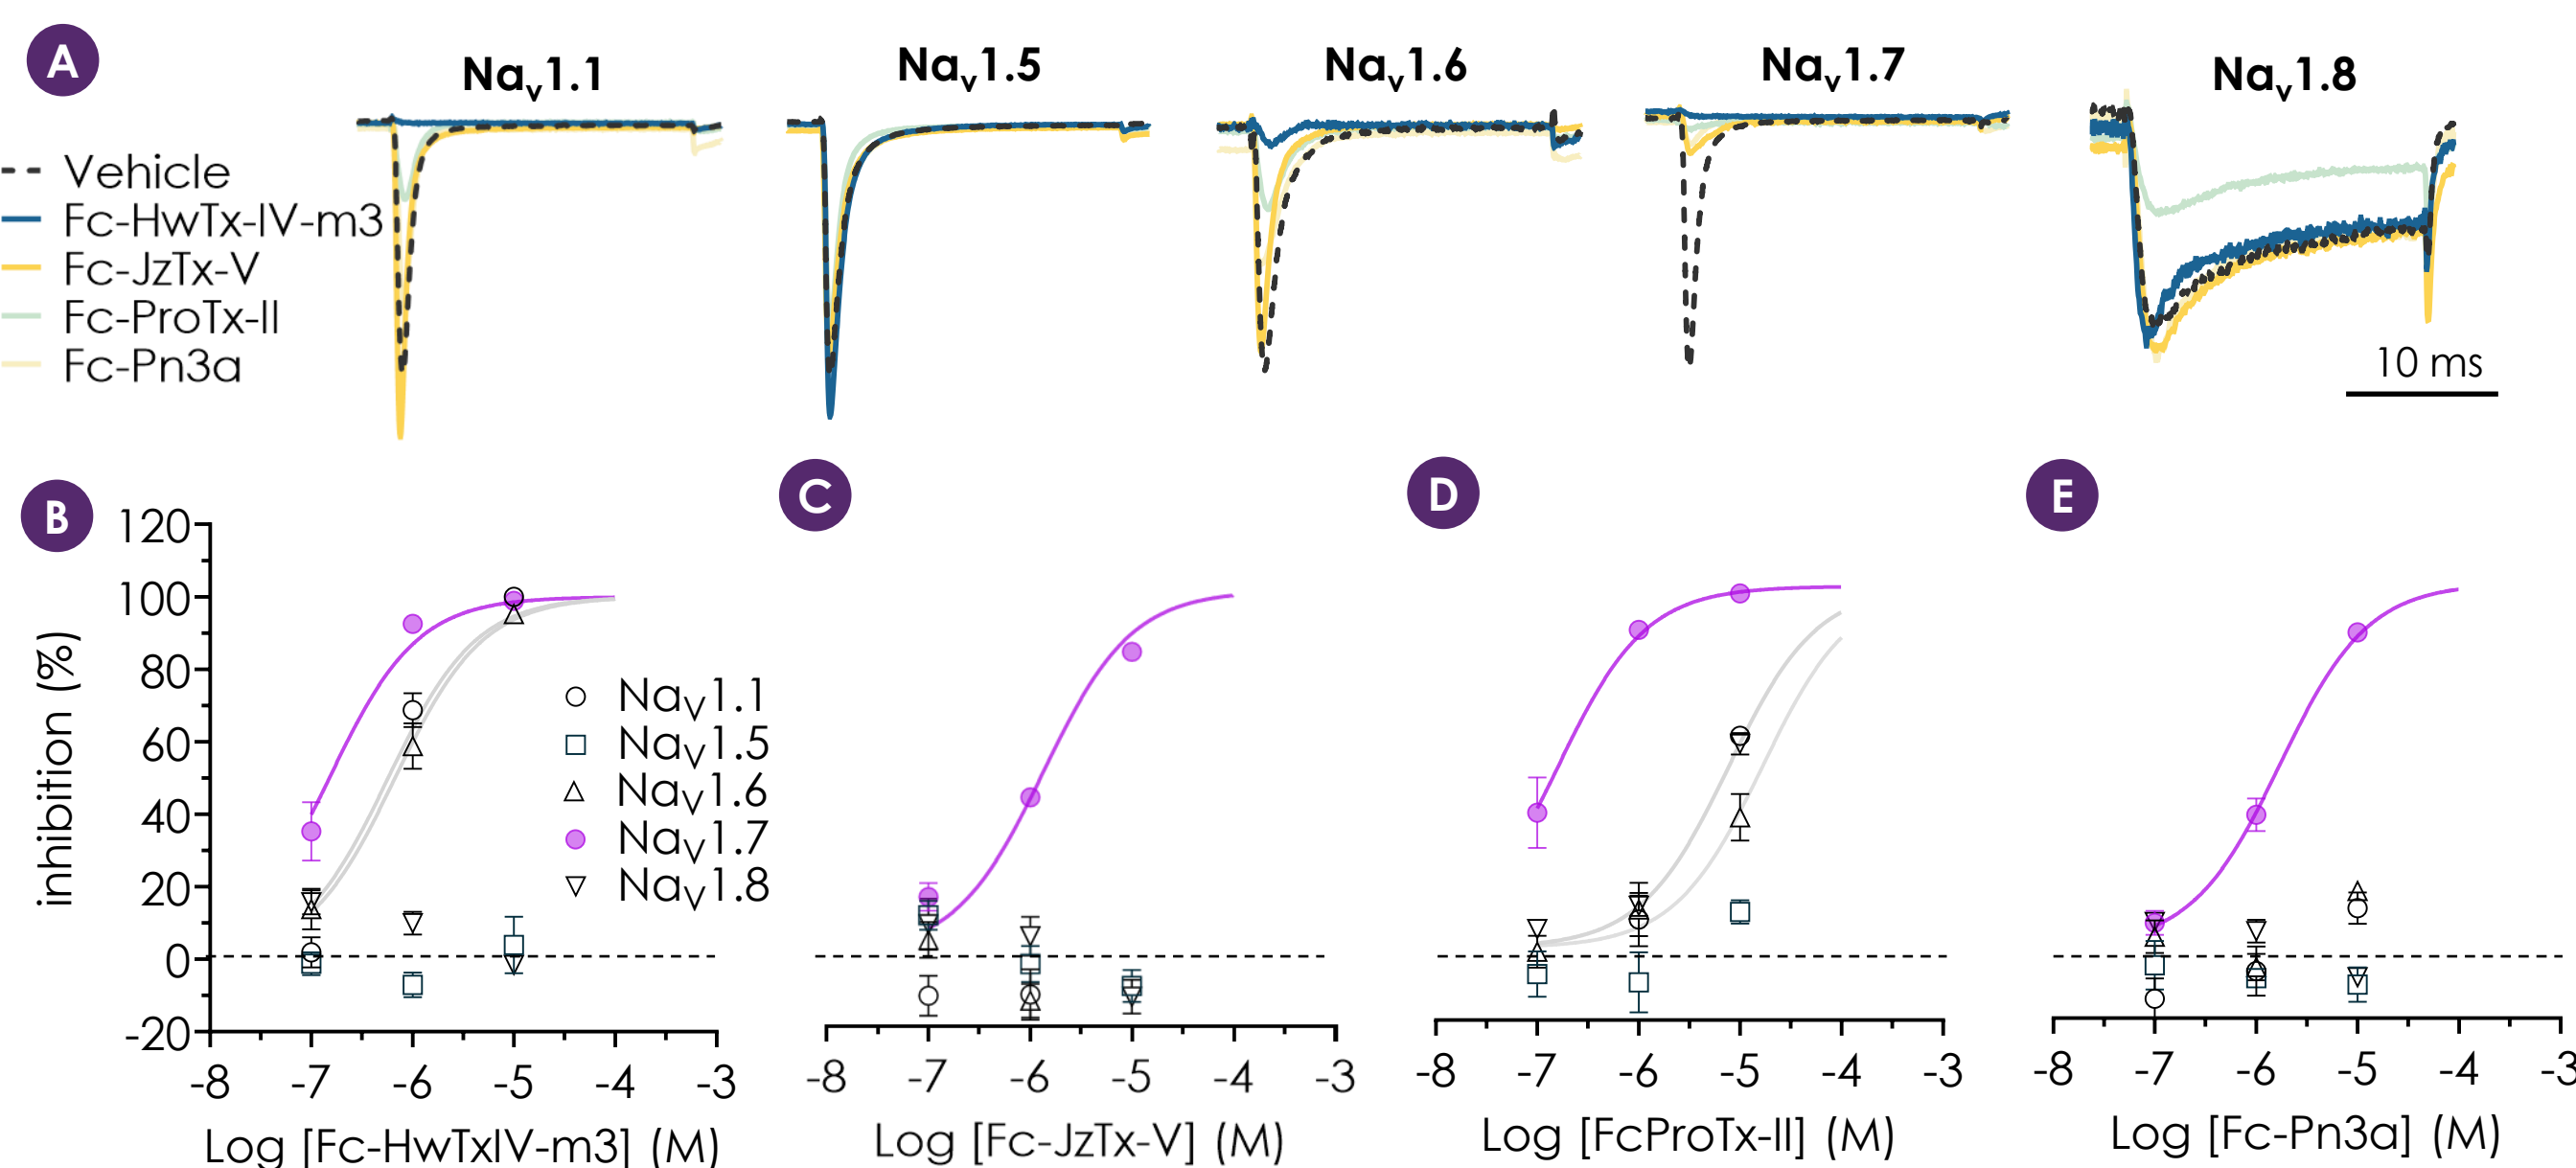 A
Nav1.1
Nav1.5
Nav1.6
Nav1.7
Nav1.8
Vehicle
Fc-HwTx-IV-m3
Fc-JzTx-V
Fc-ProTx-II
Fc-Pn3a
10 ms
B
C
D
E
inhibition (%)
120
100
80
60
40
20
0
-20
NaV1.1
NaV1.5
NaV1.6
NaV1.7
NaV1.8
-8 -7 -6 -5 -4 -3
-8 -7 -6 -5 -4 -3
-8 -7 -6 -5 -4 -3
-8 -7 -6 -5 -4 -3
Log [Fc-HwTxIV-m3] (M)
Log [Fc-JzTx-V] (M)
Log [FcProTx-II] (M)
Log [Fc-Pn3a] (M)